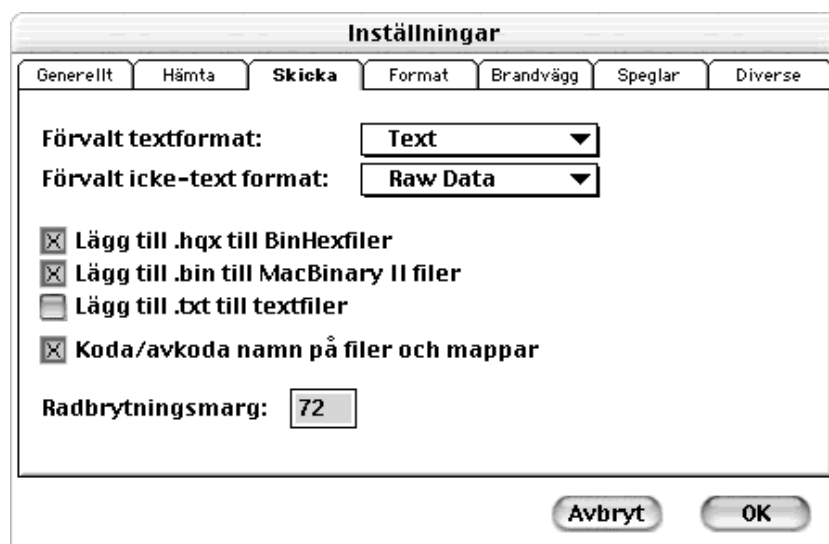 Inställningar
Generellt Hämta Skicka Format Brandvägg Speglar Diverse
Förvalt textformat: Text
Förvalt icke-text format: Raw Data
Lägg till .hqx till BinHexfiler
Lägg till .bin till MacBinary II filer
Lägg till .txt till textfiler
Koda/avkoda namn på filer och mappar
Radbrytningsmarg: 72
Avbryt OK